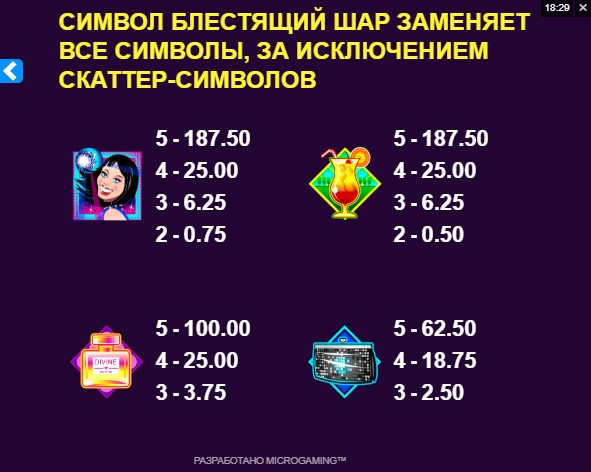 18:29
СИМВОЛ БЛЕСТЯЩИЙ ШАР ЗАМЕНЯЕТ
ВСЕ СИМВОЛЫ, ЗА ИСКЛЮЧЕНИЕМ
СКАТТЕР-СИМВОЛОВ
5 - 187.50
4 - 25.00
3 - 6.25
2 - 0.75
5 - 187.50
4 - 25.00
3 - 6.25
2 - 0.50
DIVINE
5 - 100.00
4 - 25.00
3 - 3.75
5 - 62.50
4 - 18.75
3 - 2.50
РАЗРАБОТАНО MICROGAMING™